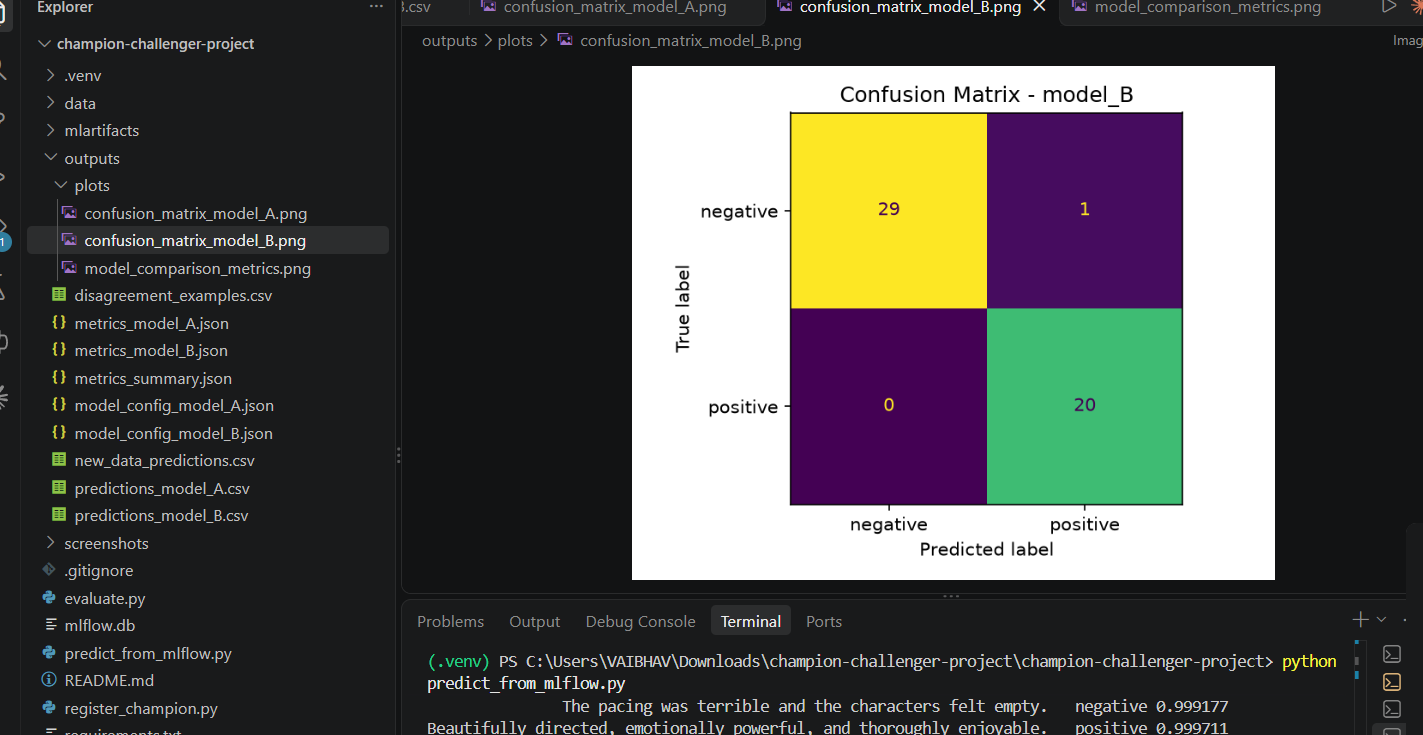 Explorer
champion-challenger-project
.venv
data
mlartifacts
outputs
plots
confusion_matrix_model_A.png
confusion_matrix_model_B.png
model_comparison_metrics.png
disagreement_examples.csv
metrics_model_A.json
metrics_model_B.json
metrics_summary.json
model_config_model_A.json
model_config_model_B.json
new_data_predictions.csv
predictions_model_A.csv
predictions_model_B.csv
screenshots
.gitignore
evaluate.py
mlflow.db
predict_from_mlflow.py
README.md
register_champion.py
requirements.txt
1
.csv confusion_matrix_model_A.png confusion_matrix_model_B.png model_comparison_metrics.png
outputs > plots > confusion_matrix_model_B.png
Confusion Matrix - model_B
True label
negative 29 1
positive 0 20
negative positive
Predicted label
Problems Output Debug Console Terminal Ports
(.venv) PS C:\Users\VAIBHAV\Downloads\champion-challenger-project\champion-challenger-project> python
predict_from_mlflow.py
The pacing was terrible and the characters felt empty. negative 0.999177
Beautifully directed, emotionally powerful, and thoroughly enjoyable. positive 0.999711